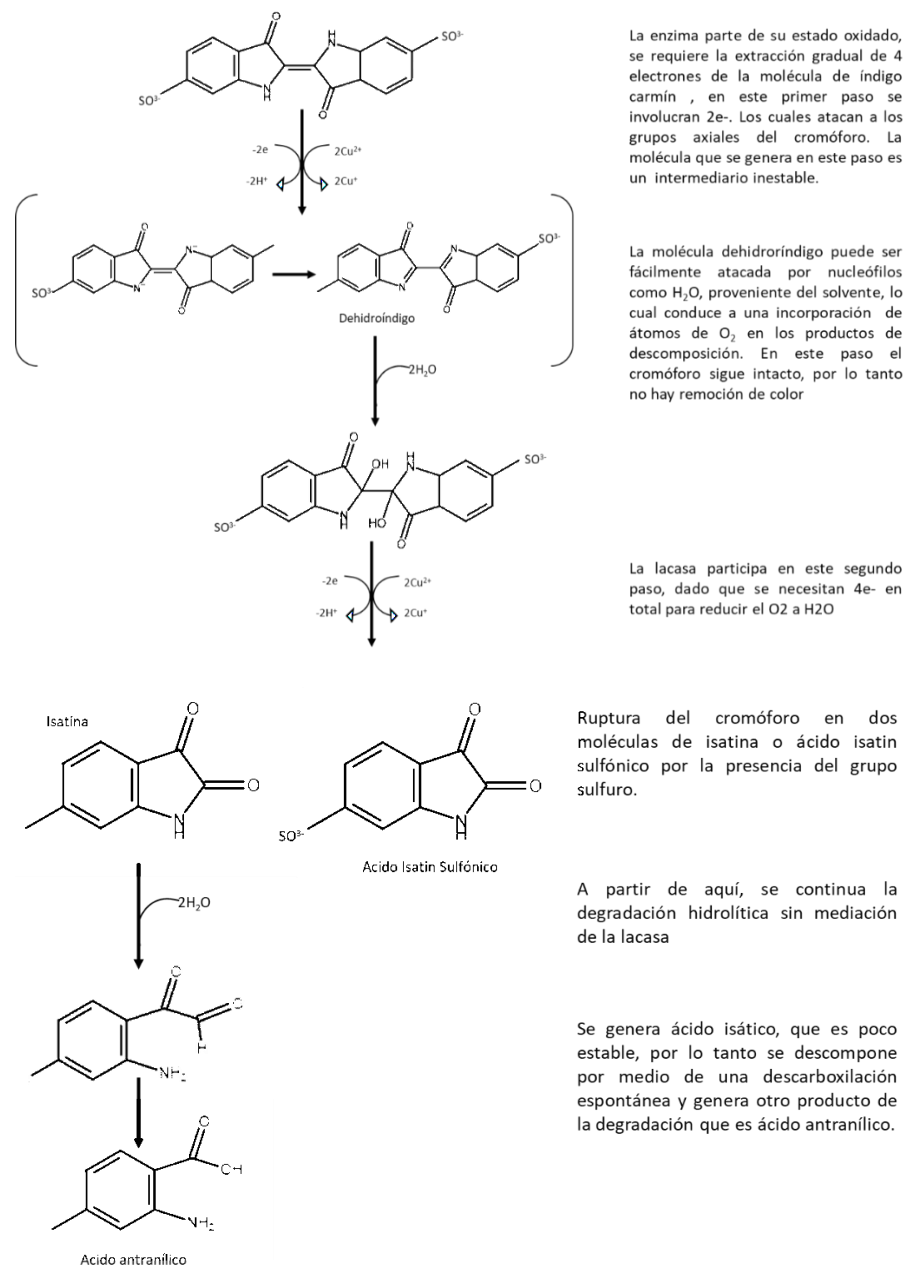 O
H
N
SO³⁻
SO³⁻
N
H
O
La enzima parte de su estado oxidado,
se requiere la extracción gradual de 4
electrones de la molécula de índigo
carmín , en este primer paso se
involucran 2e-. Los cuales atacan a los
grupos axiales del cromóforo. La
molécula que se genera en este paso es
un intermediario inestable.
-2e
2Cu²⁺
-2H⁺
2Cu⁺
O
N⁻
SO³⁻
N⁻
O
O
N
SO³⁻
N
O
Dehidroíndigo
La molécula dehidroríndigo puede ser
fácilmente atacada por nucleófilos
como H₂O, proveniente del solvente, lo
cual conduce a una incorporación de
átomos de O₂ en los productos de
descomposición. En este paso el
cromóforo sigue intacto, por lo tanto
no hay remoción de color
2H₂O
O
OH
H
N
SO³⁻
SO³⁻
N
H
HO
O
-2e
2Cu²⁺
-2H⁺
2Cu⁺
La lacasa participa en este segundo
paso, dado que se necesitan 4e- en
total para reducir el O2 a H2O
Isatína
O
O
N
H
O
O
SO³⁻
N
H
Acido Isatin Sulfónico
Ruptura del cromóforo en dos
moléculas de isatina o ácido isatin
sulfónico por la presencia del grupo
sulfuro.
2H₂O
A partir de aquí, se continua la
degradación hidrolítica sin mediación
de la lacasa
O
O
H
NH₂
Se genera ácido isático, que es poco
estable, por lo tanto se descompone
por medio de una descarboxilación
espontánea y genera otro producto de
la degradación que es ácido antranílico.
O
CH
NH₂
Acido antranílico